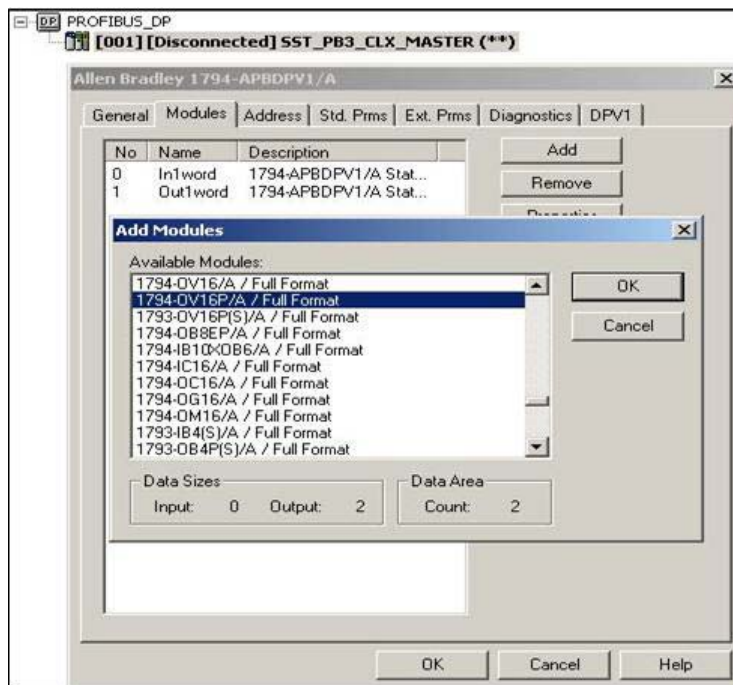 DP PROFIBUS_DP
[001] [Disconnected] SST_PB3_CLX_MASTER (**)
Allen Bradley 1794-APBDPV1/A
General Modules Address Std. Prms Ext. Prms Diagnostics DPV1
No Name Description
0 In1word 1794-APBDPV1/A Stat...
1 Out1word 1794-APBDPV1/A Stat...
Add
Remove
Add Modules
Available Modules:
1794-OV16/A / Full Format
1794-OV16P/A / Full Format
1793-OV16P(S)/A / Full Format
1794-OB8EP/A / Full Format
1794-IB10XOB6/A / Full Format
1794-IC16/A / Full Format
1794-OC16/A / Full Format
1794-OG16/A / Full Format
1794-OM16/A / Full Format
1793-IB4(S)/A / Full Format
1793-OB4P(S)/A / Full Format
OK
Cancel
Data Sizes
Input: 0 Output: 2
Data Area
Count: 2
OK Cancel Help